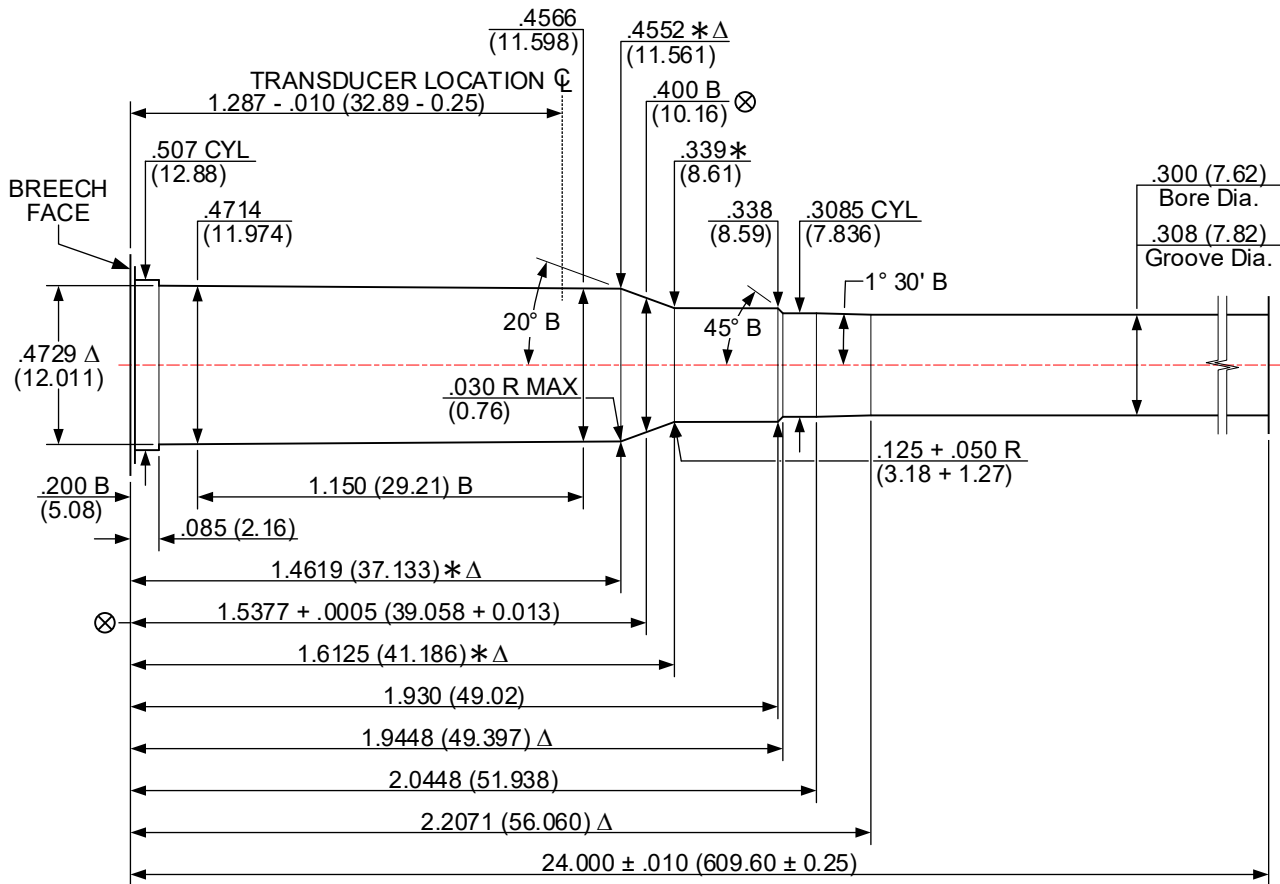 .4566
(11.598)
.4552 ∗ Δ
(11.561)
TRANSDUCER LOCATION ℄
1.287 - .010 (32.89 - 0.25)
.400 B ⊗
(10.16)
.507 CYL
(12.88)
.339 ∗
(8.61)
BREECH
FACE
.4714
(11.974)
.338
(8.59)
.3085 CYL
(7.836)
.300 (7.62)
Bore Dia.
.308 (7.82)
Groove Dia.
1° 30' B
20° B
45° B
.4729 Δ
(12.011)
.030 R MAX
(0.76)
.125 + .050 R
(3.18 + 1.27)
.200 B
(5.08)
1.150 (29.21) B
.085 (2.16)
1.4619 (37.133) ∗ Δ
⊗ 1.5377 + .0005 (39.058 + 0.013)
1.6125 (41.186) ∗ Δ
1.930 (49.02)
1.9448 (49.397) Δ
2.0448 (51.938)
2.2071 (56.060) Δ
24.000 ± .010 (609.60 ± 0.25)